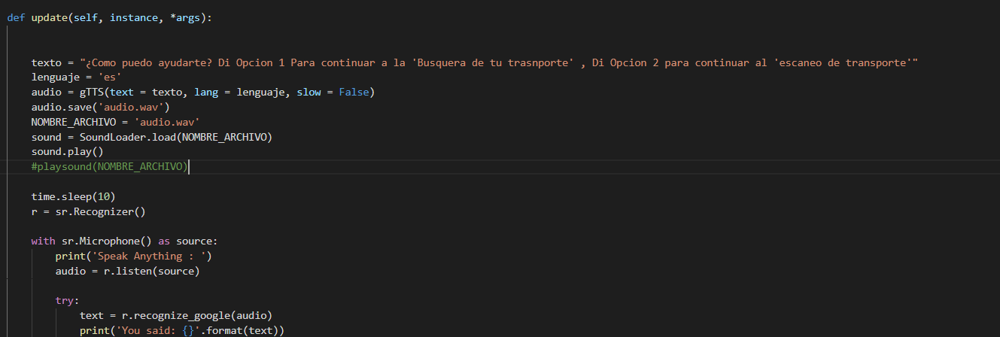 def update(self, instance, *args):
texto = "¿Como puedo ayudarte? Di Opcion 1 Para continuar a la 'Busquera de tu trasnporte' , Di Opcion 2 para continuar al 'escaneo de trasnporte'"
lenguaje = 'es'
audio = gTTS(text = texto, lang = lenguaje, slow = False)
audio.save('audio.wav')
NOMBRE_ARCHIVO = 'audio.wav'
sound = SoundLoader.load(NOMBRE_ARCHIVO)
sound.play()
#playsound(NOMBRE_ARCHIVO)
time.sleep(10)
r = sr.Recognizer()
with sr.Microphone() as source:
print('Speak Anything : ')
audio = r.listen(source)
try:
text = r.recognize_google(audio)
print('You said: {}'.format(text))